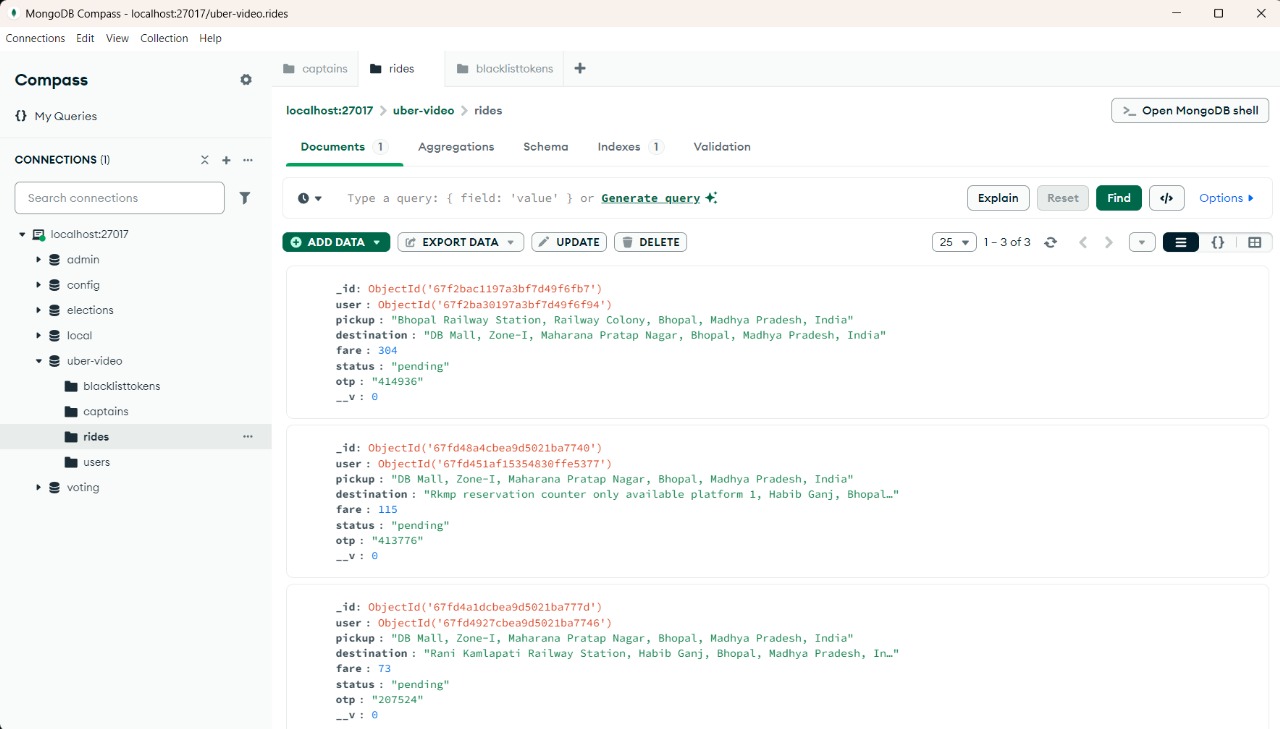 MongoDB Compass - localhost:27017/uber-video.rides
Connections Edit View Collection Help
Compass
My Queries
CONNECTIONS (1)
Search connections
localhost:27017
admin
config
elections
local
uber-video
blacklisttokens
captains
rides
users
voting
captains rides blacklisttokens
localhost:27017 uber-video rides
>_ Open MongoDB shell
Documents 1 Aggregations Schema Indexes 1 Validation
Type a query: { field: 'value' } or Generate query
Explain Reset Find </> Options
ADD DATA EXPORT DATA UPDATE DELETE
25 1 – 3 of 3 {}
_id: ObjectId('67f2bac1197a3bf7d49f6fb7')
user : ObjectId('67f2ba30197a3bf7d49f6f94')
pickup : "Bhopal Railway Station, Railway Colony, Bhopal, Madhya Pradesh, India"
destination : "DB Mall, Zone-I, Maharana Pratap Nagar, Bhopal, Madhya Pradesh, India"
fare : 304
status : "pending"
otp : "414936"
__v : 0
_id: ObjectId('67fd48a4cbea9d5021ba7740')
user : ObjectId('67fd451af15354830ffe5377')
pickup : "DB Mall, Zone-I, Maharana Pratap Nagar, Bhopal, Madhya Pradesh, India"
destination : "Rkmp reservation counter only available platform 1, Habib Ganj, Bhopal…"
fare : 115
status : "pending"
otp : "413776"
__v : 0
_id: ObjectId('67fd4a1dcbea9d5021ba777d')
user : ObjectId('67fd4927cbea9d5021ba7746')
pickup : "DB Mall, Zone-I, Maharana Pratap Nagar, Bhopal, Madhya Pradesh, India"
destination : "Rani Kamlapati Railway Station, Habib Ganj, Bhopal, Madhya Pradesh, In…"
fare : 73
status : "pending"
otp : "207524"
__v : 0